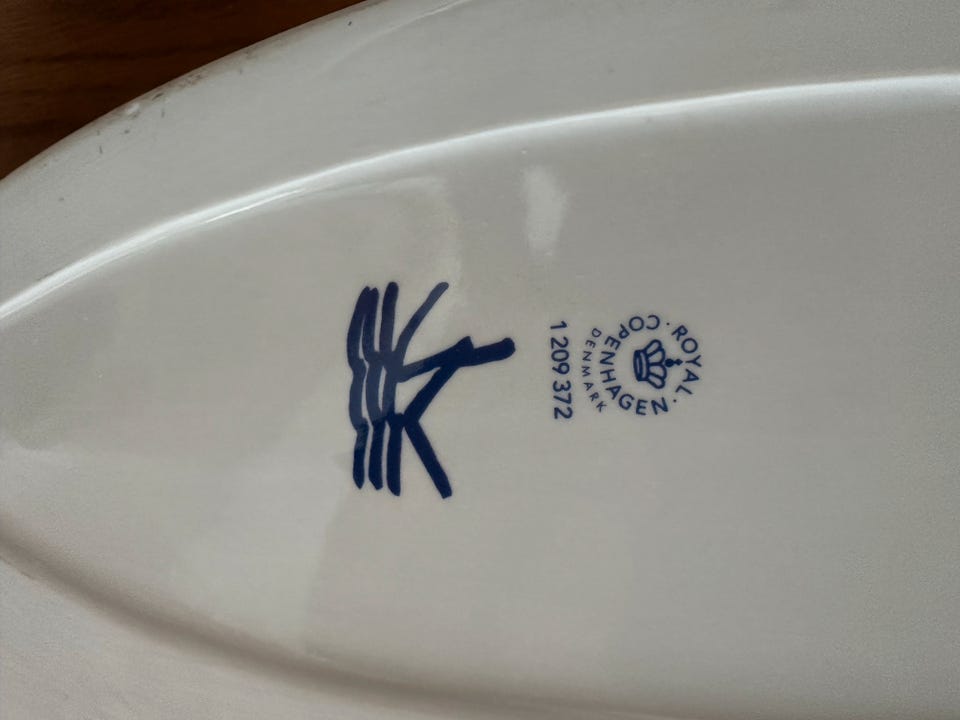 · ROYAL ·
COPENHAGEN
DENMARK
1 209 372